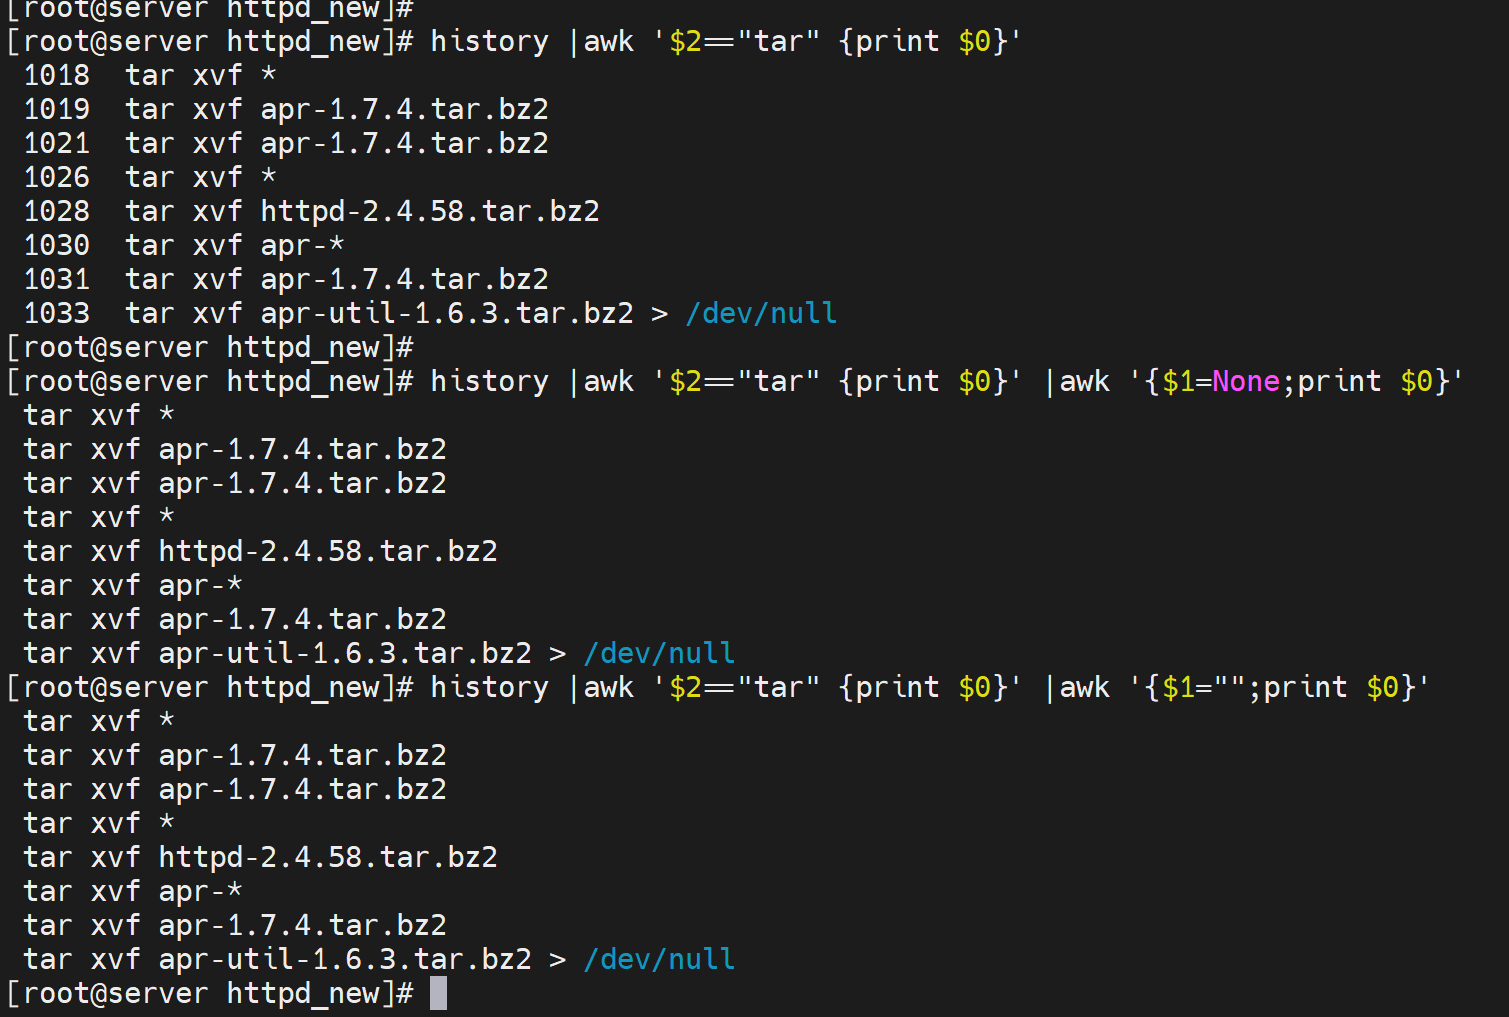 [root@server httpd_new]#
[root@server httpd_new]# history |awk '$2=="tar" {print $0}'
 1018  tar xvf *
 1019  tar xvf apr-1.7.4.tar.bz2
 1021  tar xvf apr-1.7.4.tar.bz2
 1026  tar xvf *
 1028  tar xvf httpd-2.4.58.tar.bz2
 1030  tar xvf apr-*
 1031  tar xvf apr-1.7.4.tar.bz2
 1033  tar xvf apr-util-1.6.3.tar.bz2 > /dev/null
[root@server httpd_new]#
[root@server httpd_new]# history |awk '$2=="tar" {print $0}' |awk '{$1=None;print $0}'
 tar xvf *
 tar xvf apr-1.7.4.tar.bz2
 tar xvf apr-1.7.4.tar.bz2
 tar xvf *
 tar xvf httpd-2.4.58.tar.bz2
 tar xvf apr-*
 tar xvf apr-1.7.4.tar.bz2
 tar xvf apr-util-1.6.3.tar.bz2 > /dev/null
[root@server httpd_new]# history |awk '$2=="tar" {print $0}' |awk '{$1="";print $0}'
 tar xvf *
 tar xvf apr-1.7.4.tar.bz2
 tar xvf apr-1.7.4.tar.bz2
 tar xvf *
 tar xvf httpd-2.4.58.tar.bz2
 tar xvf apr-*
 tar xvf apr-1.7.4.tar.bz2
 tar xvf apr-util-1.6.3.tar.bz2 > /dev/null
[root@server httpd_new]#